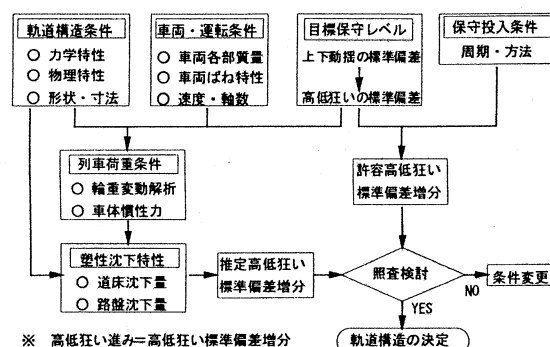 軌道構造条件
○ 力学特性
○ 物理特性
○ 形状・寸法
車両・運転条件
○ 車両各部質量
○ 車両ばね特性
○ 速度・軸数
目標保守レベル
上下動揺の標準偏差
高低狂いの標準偏差
保守投入条件
周期・方法
列車荷重条件
○ 輪重変動解析
○ 車体慣性力
許容高低狂い
標準偏差増分
塑性沈下特性
○ 道床沈下量
○ 路盤沈下量
推定高低狂い
標準偏差増分
照査検討
NO
条件変更
YES
軌道構造の決定
※ 高低狂い進み=高低狂い標準偏差増分